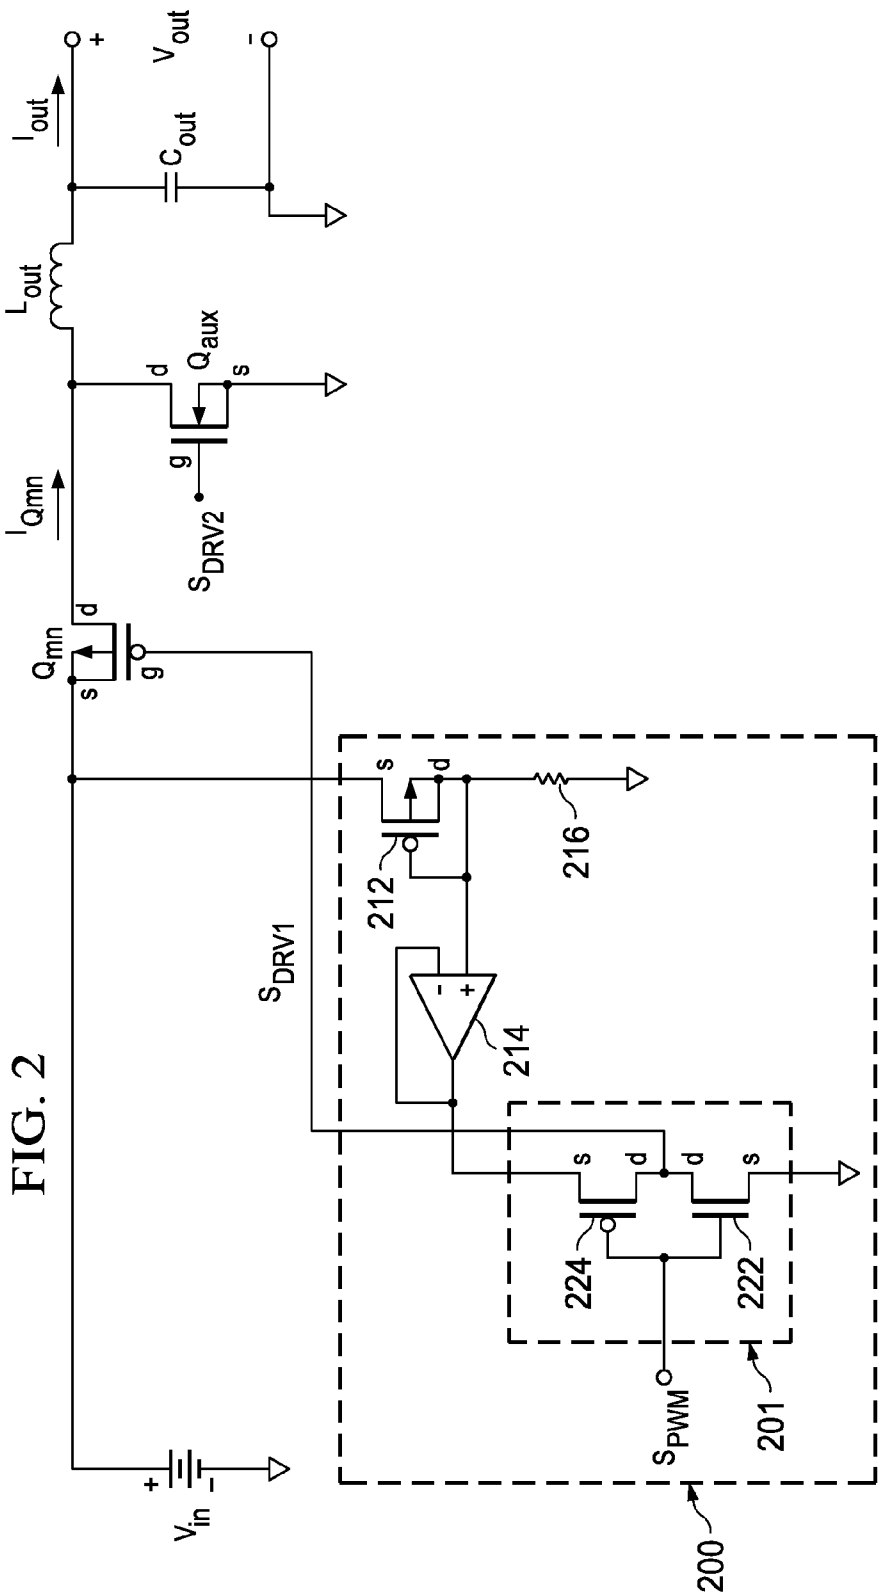 FIG. 2
V_in
+
-
Q_mn
s
d
g
I_Qmn
S_DRV2
g
d
s
Q_aux
L_out
C_out
I_out
+
V_out
-
S_DRV1
212
s
d
216
214
-
+
224
s
d
d
s
222
S_PWM
201
200